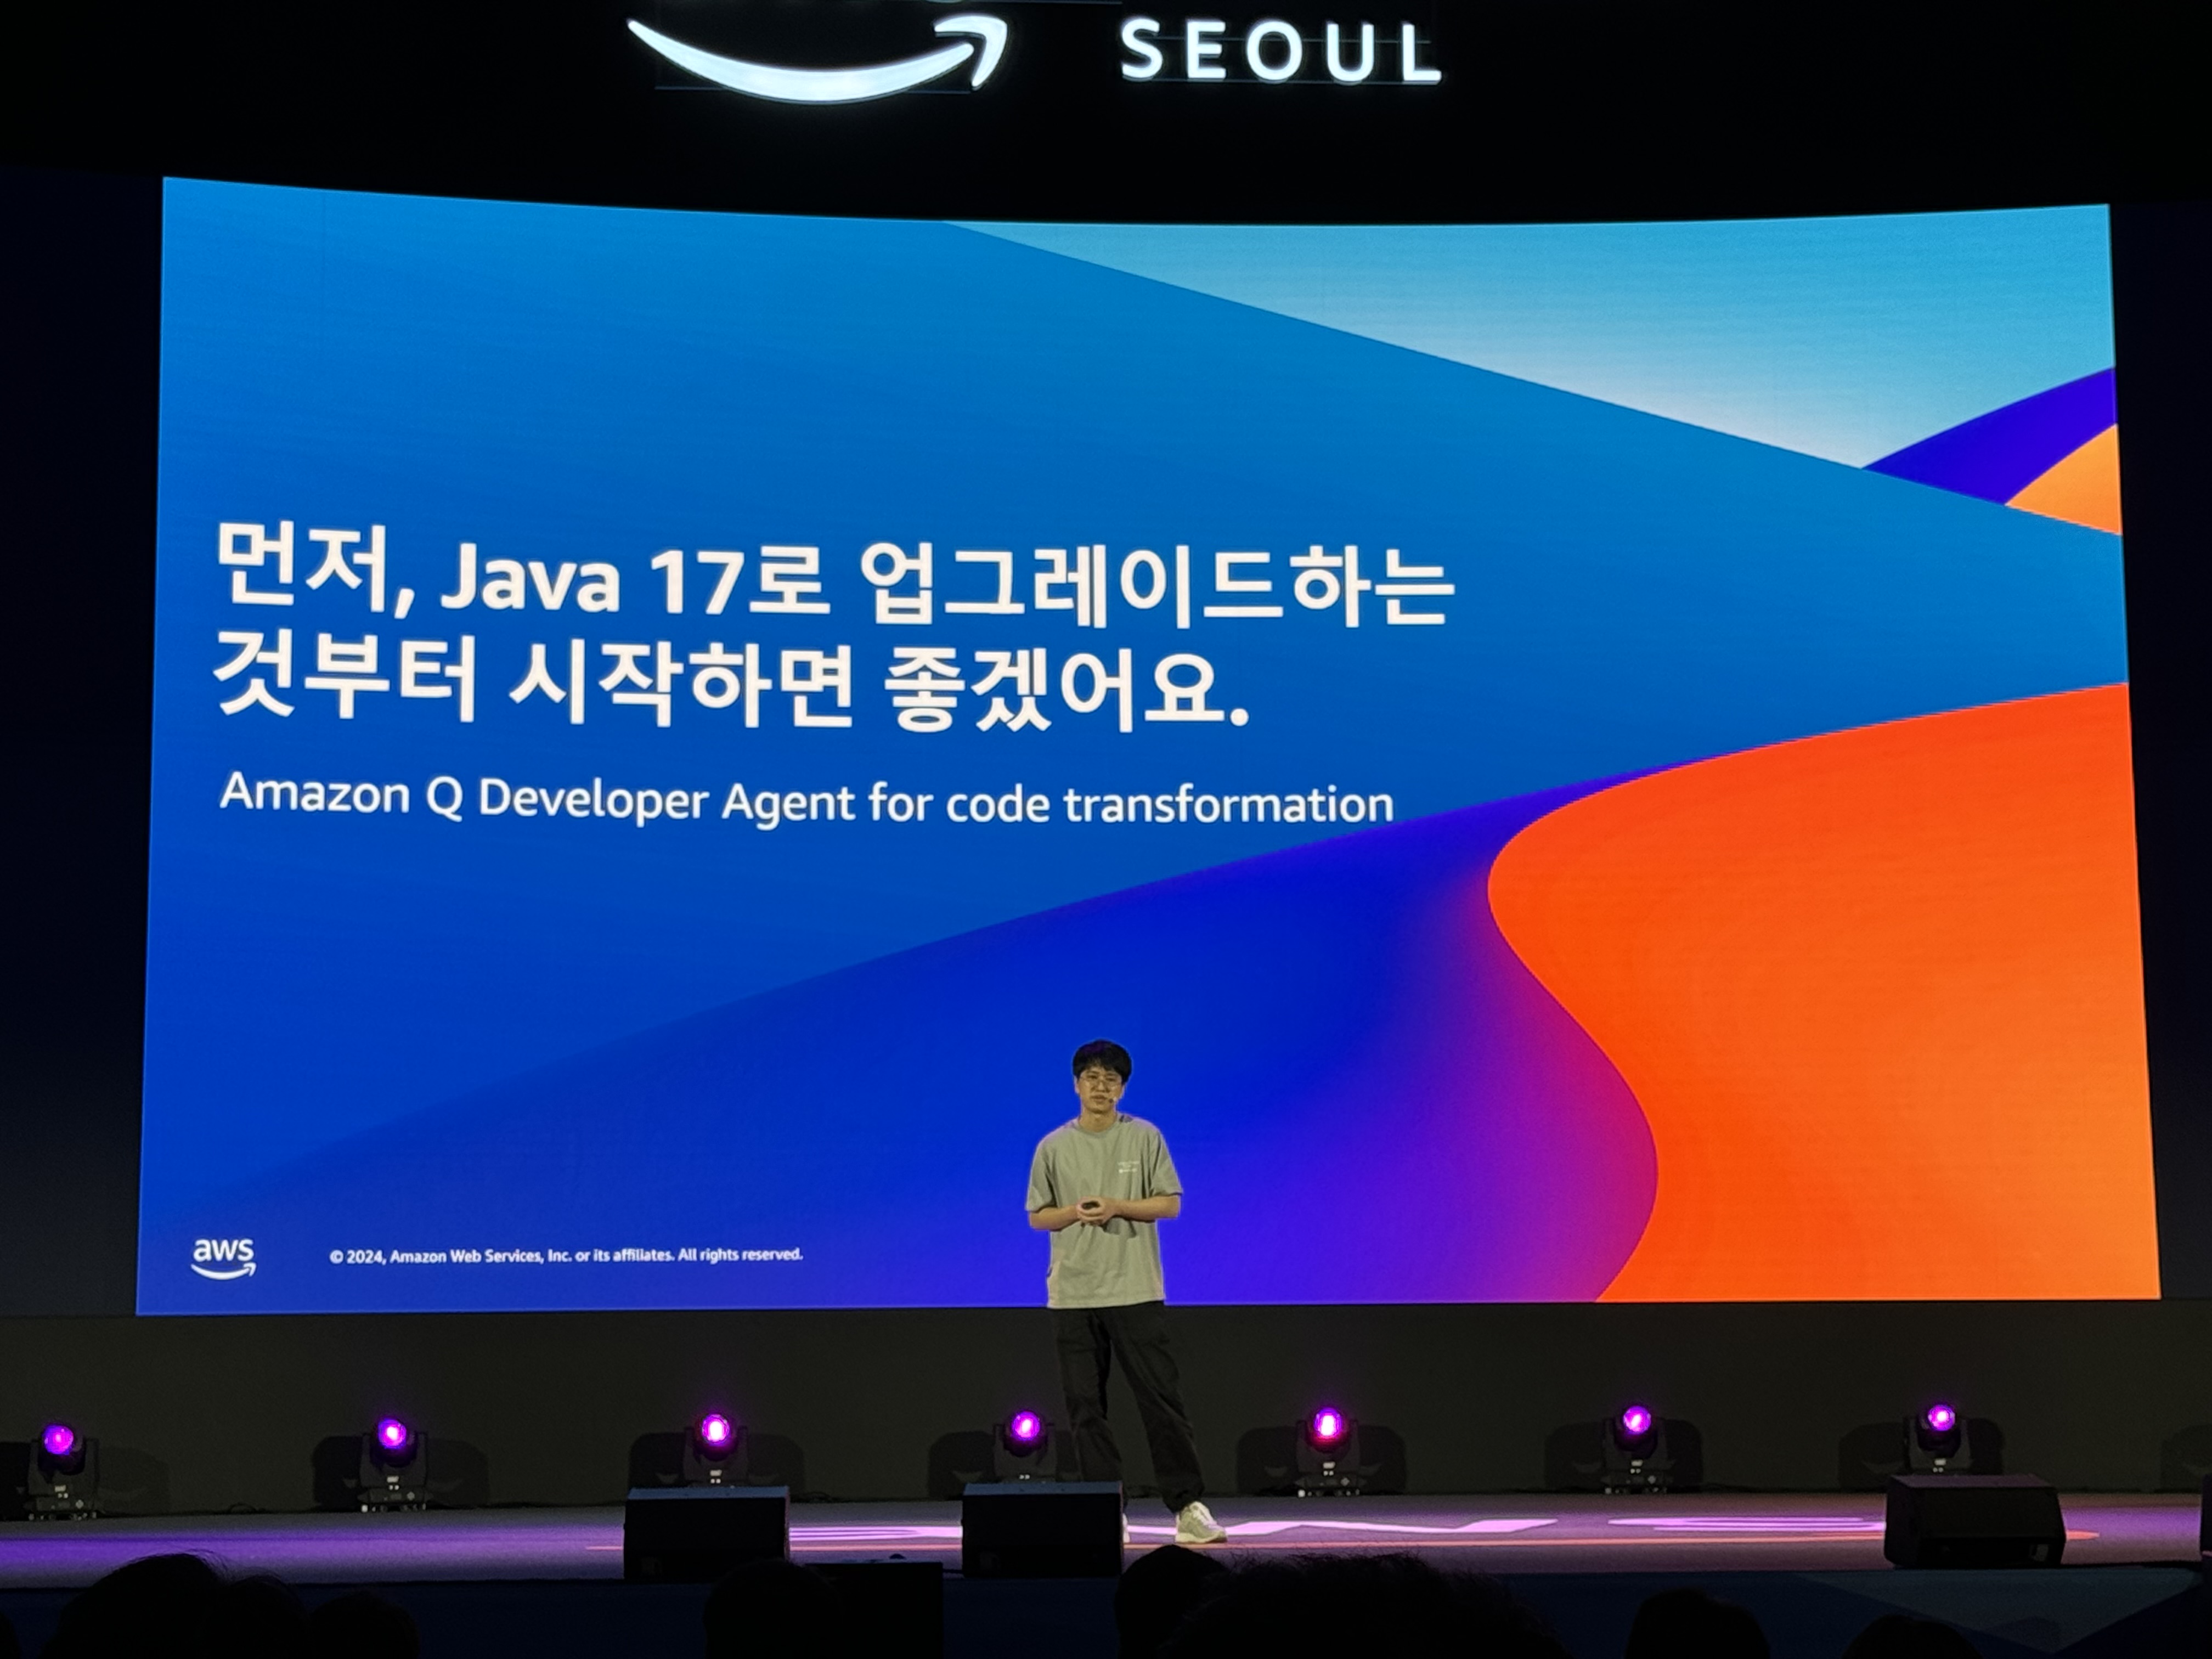 SEOUL
먼저, Java 17로 업그레이드하는
것부터 시작하면 좋겠어요.
Amazon Q Developer Agent for code transformation
aws
© 2024, Amazon Web Services, Inc. or its affiliates. All rights reserved.